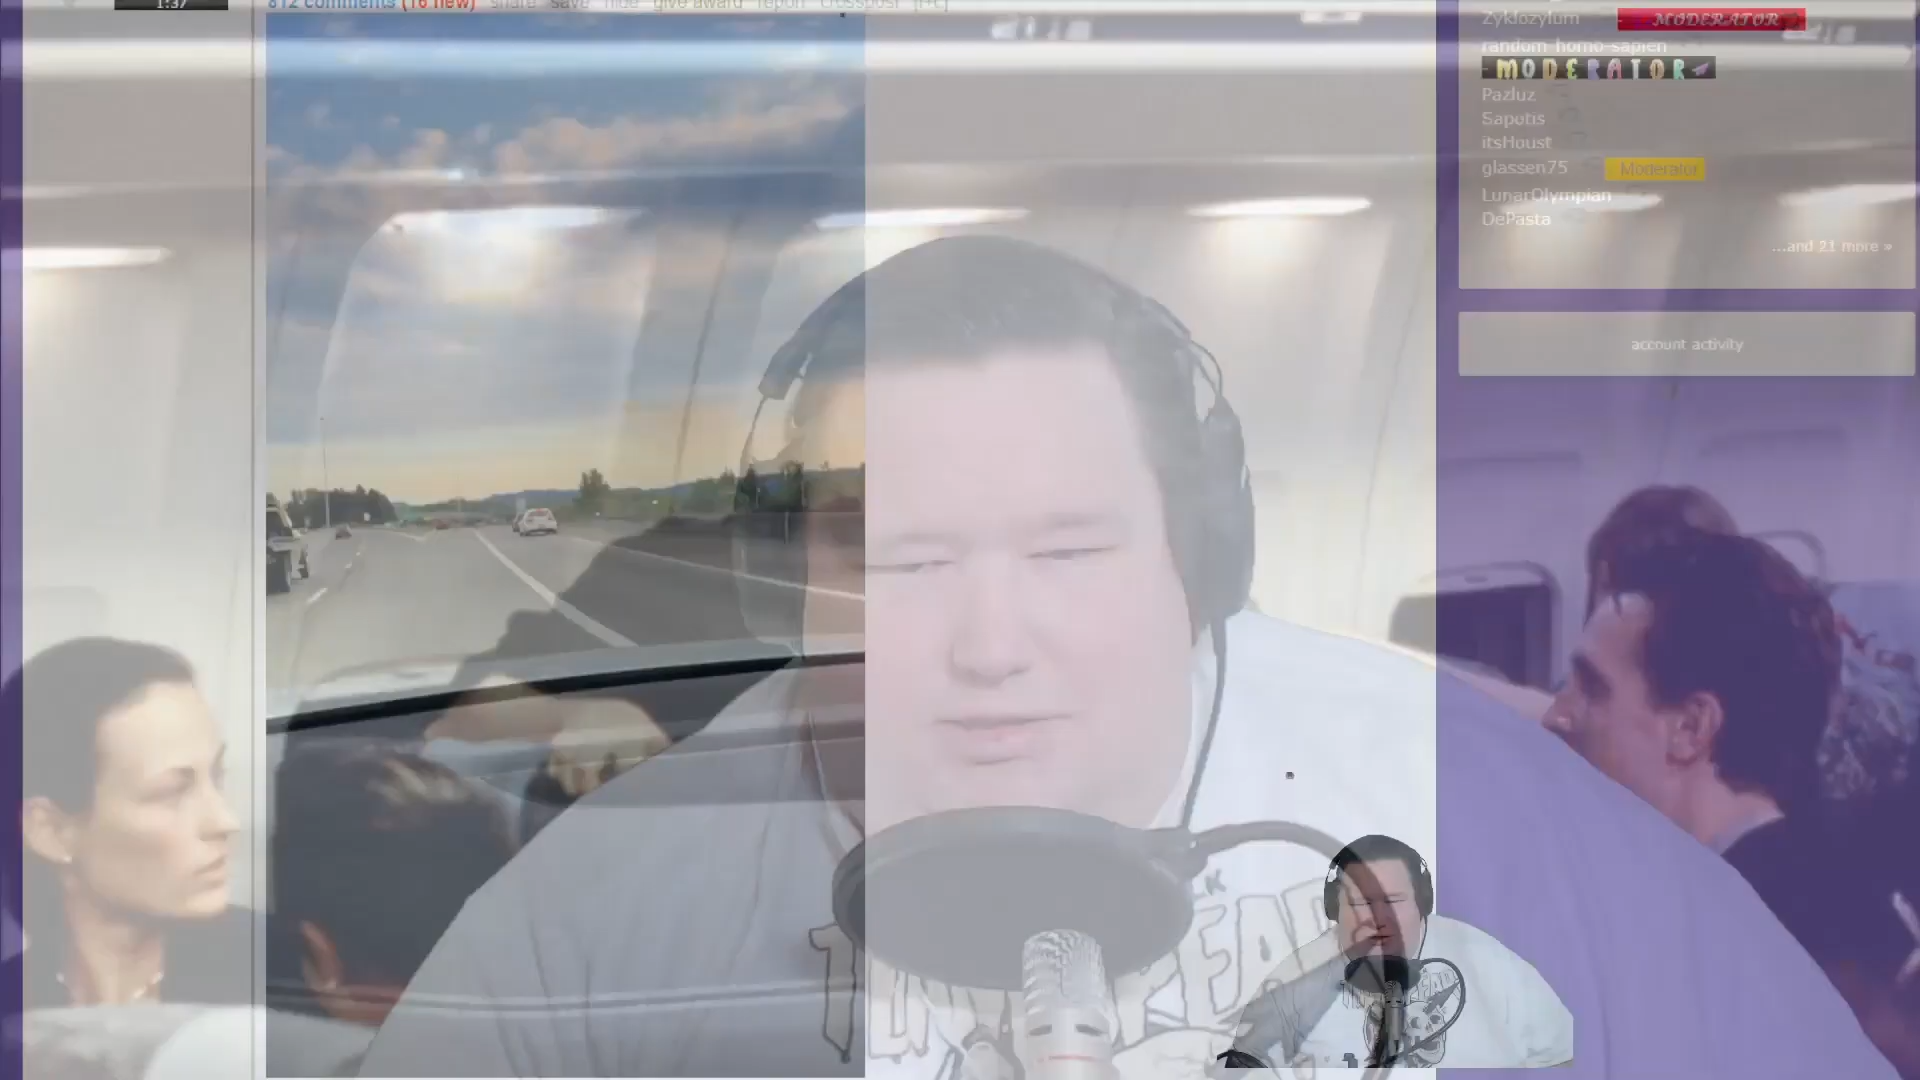 1:37
812 comments (16 new) share save hide give award report crosspost [l+c]
Zyklozylum MODERATOR
random-homo-sapien
MODERATOR
Pazluz
Sapotis
itsHoust
glassen75 Moderator
LunarOlympian
DePasta
...and 21 more »
account activity